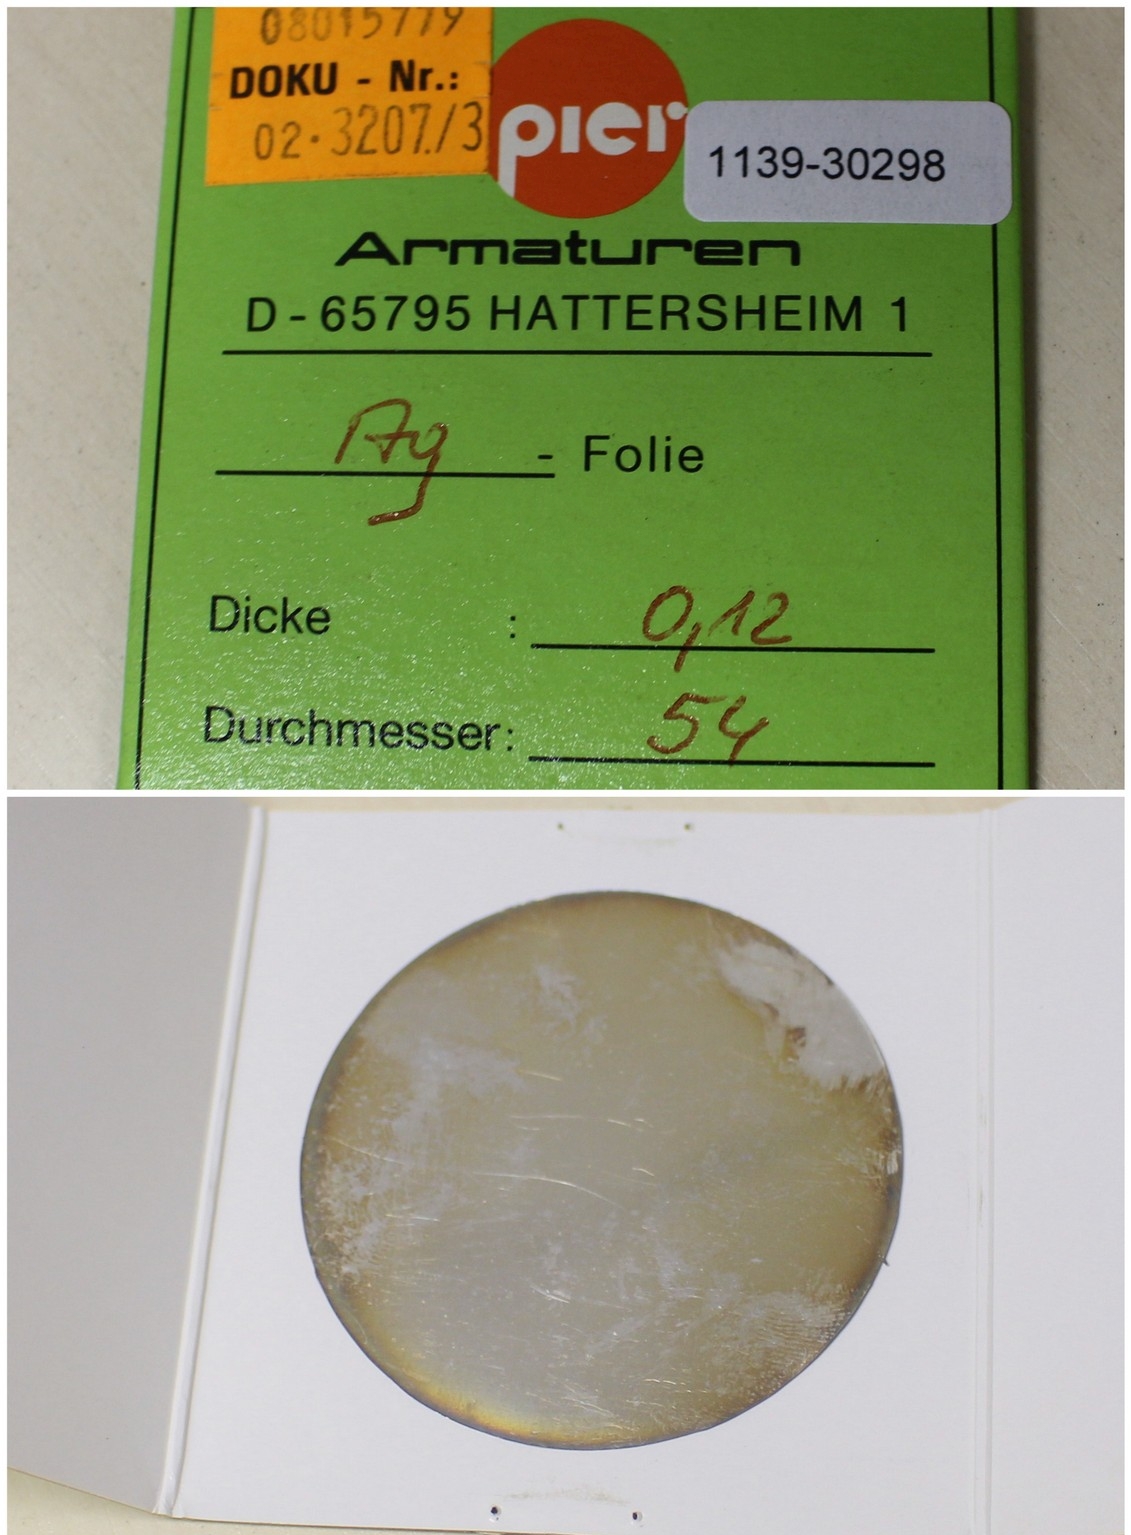 08015779
DOKU - Nr.:
02.3207./3
pier
1139-30298
Armaturen
D-65795 HATTERSHEIM 1
Ag - Folie
Dicke : 0,12
Durchmesser: 54